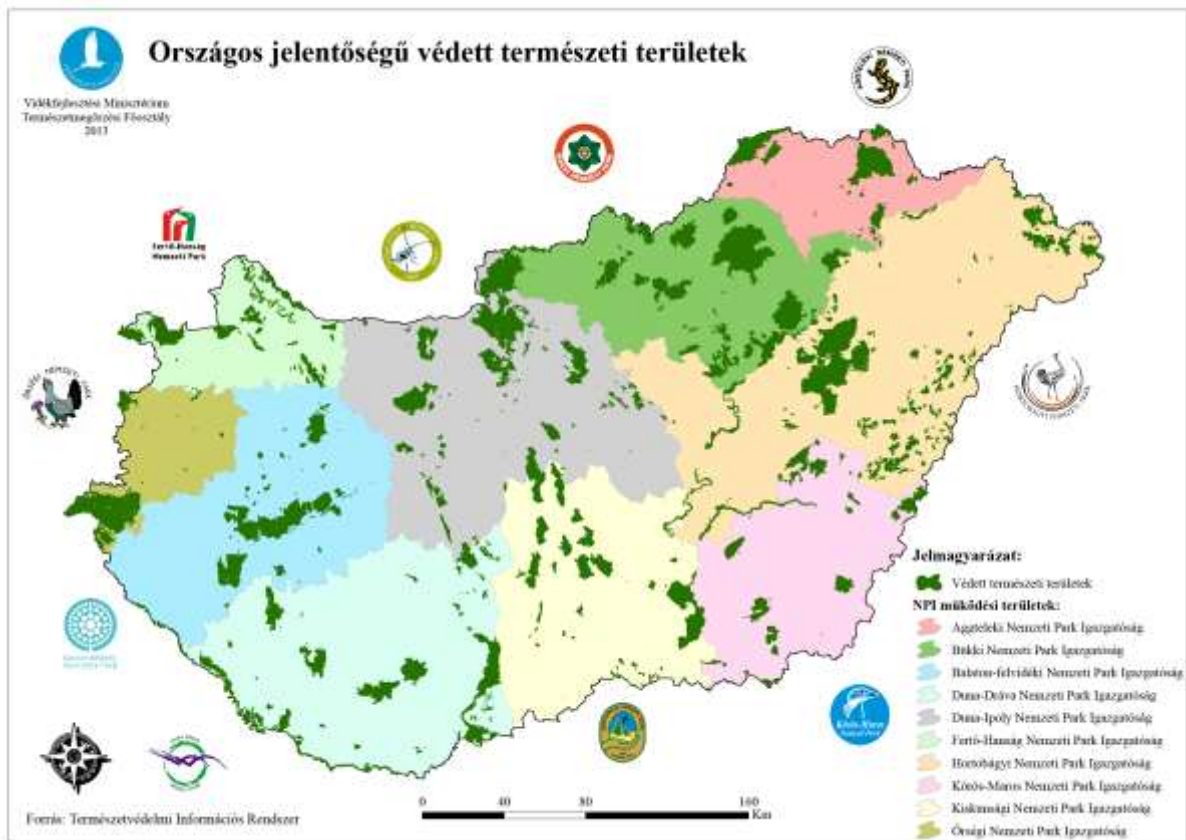 Országos jelentőségű védett természeti területek
Vidékfejlesztési Minisztérium
Természetmegőrzési Főosztály
2013
Fertő-Hanság
Nemzeti Park
Jelmagyarázat:
Védett természeti területek
NPI működési területek:
Aggteleki Nemzeti Park Igazgatóság
Bükki Nemzeti Park Igazgatóság
Balaton-felvidéki Nemzeti Park Igazgatóság
Duna-Dráva Nemzeti Park Igazgatóság
Duna-Ipoly Nemzeti Park Igazgatóság
Fertő-Hanság Nemzeti Park Igazgatóság
Hortobágyi Nemzeti Park Igazgatóság
Körös-Maros Nemzeti Park Igazgatóság
Kiskunsági Nemzeti Park Igazgatóság
Őrségi Nemzeti Park Igazgatóság
Körös-Maros
0 40 80 160
Km
Forrás: Természetvédelmi Információs Rendszer